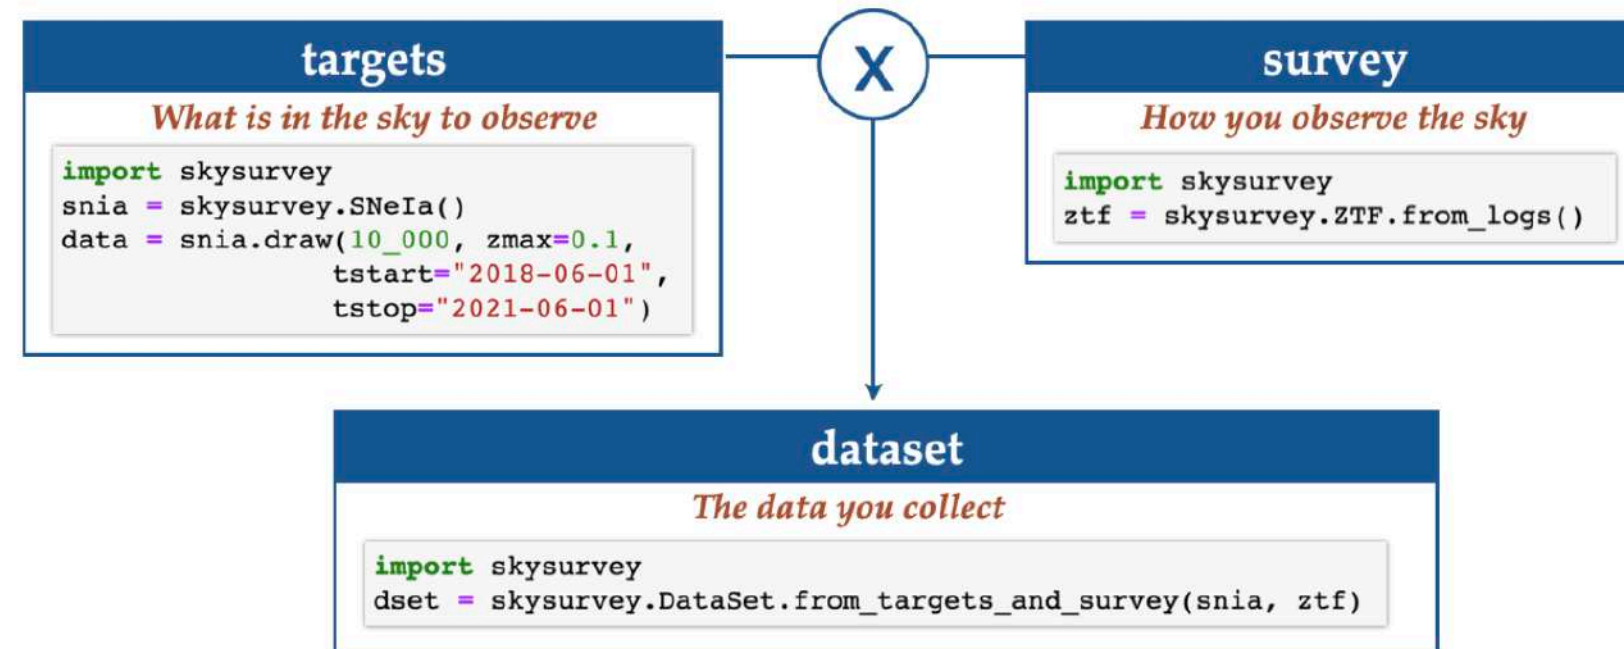 targets
What is in the sky to observe
import skysurvey
snia = skysurvey.SNeIa()
data = snia.draw(10_000, zmax=0.1,
                 tstart="2018-06-01",
                 tstop="2021-06-01")
X
survey
How you observe the sky
import skysurvey
ztf = skysurvey.ZTF.from_logs()
dataset
The data you collect
import skysurvey
dset = skysurvey.DataSet.from_targets_and_survey(snia, ztf)